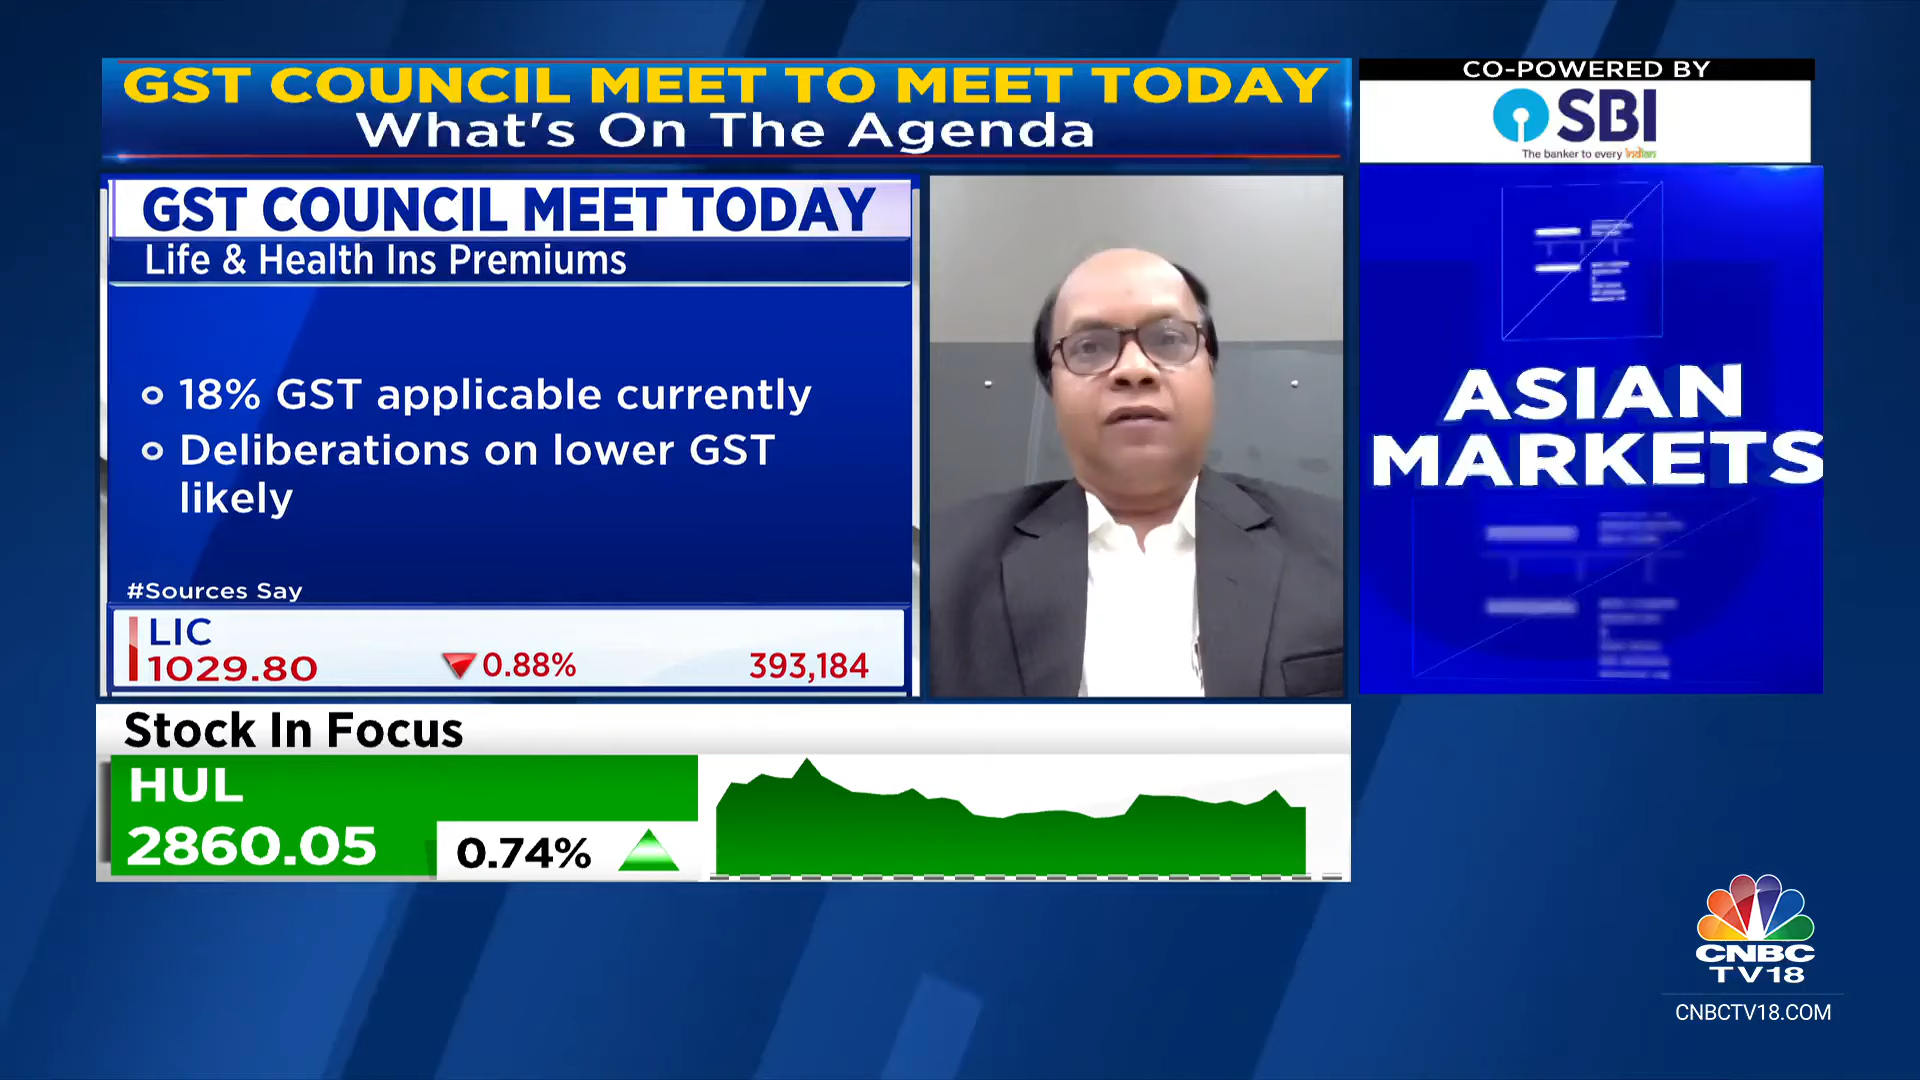 GST COUNCIL MEET TO MEET TODAY
What's On The Agenda
CO-POWERED BY
SBI
The banker to every Indian
GST COUNCIL MEET TODAY
Life & Health Ins Premiums
18% GST applicable currently
Deliberations on lower GST
likely
#Sources Say
LIC
1029.80 0.88% 393,184
ASIAN
MARKETS
Stock In Focus
HUL
2860.05 0.74%
CNBC
TV18
CNBCTV18.COM